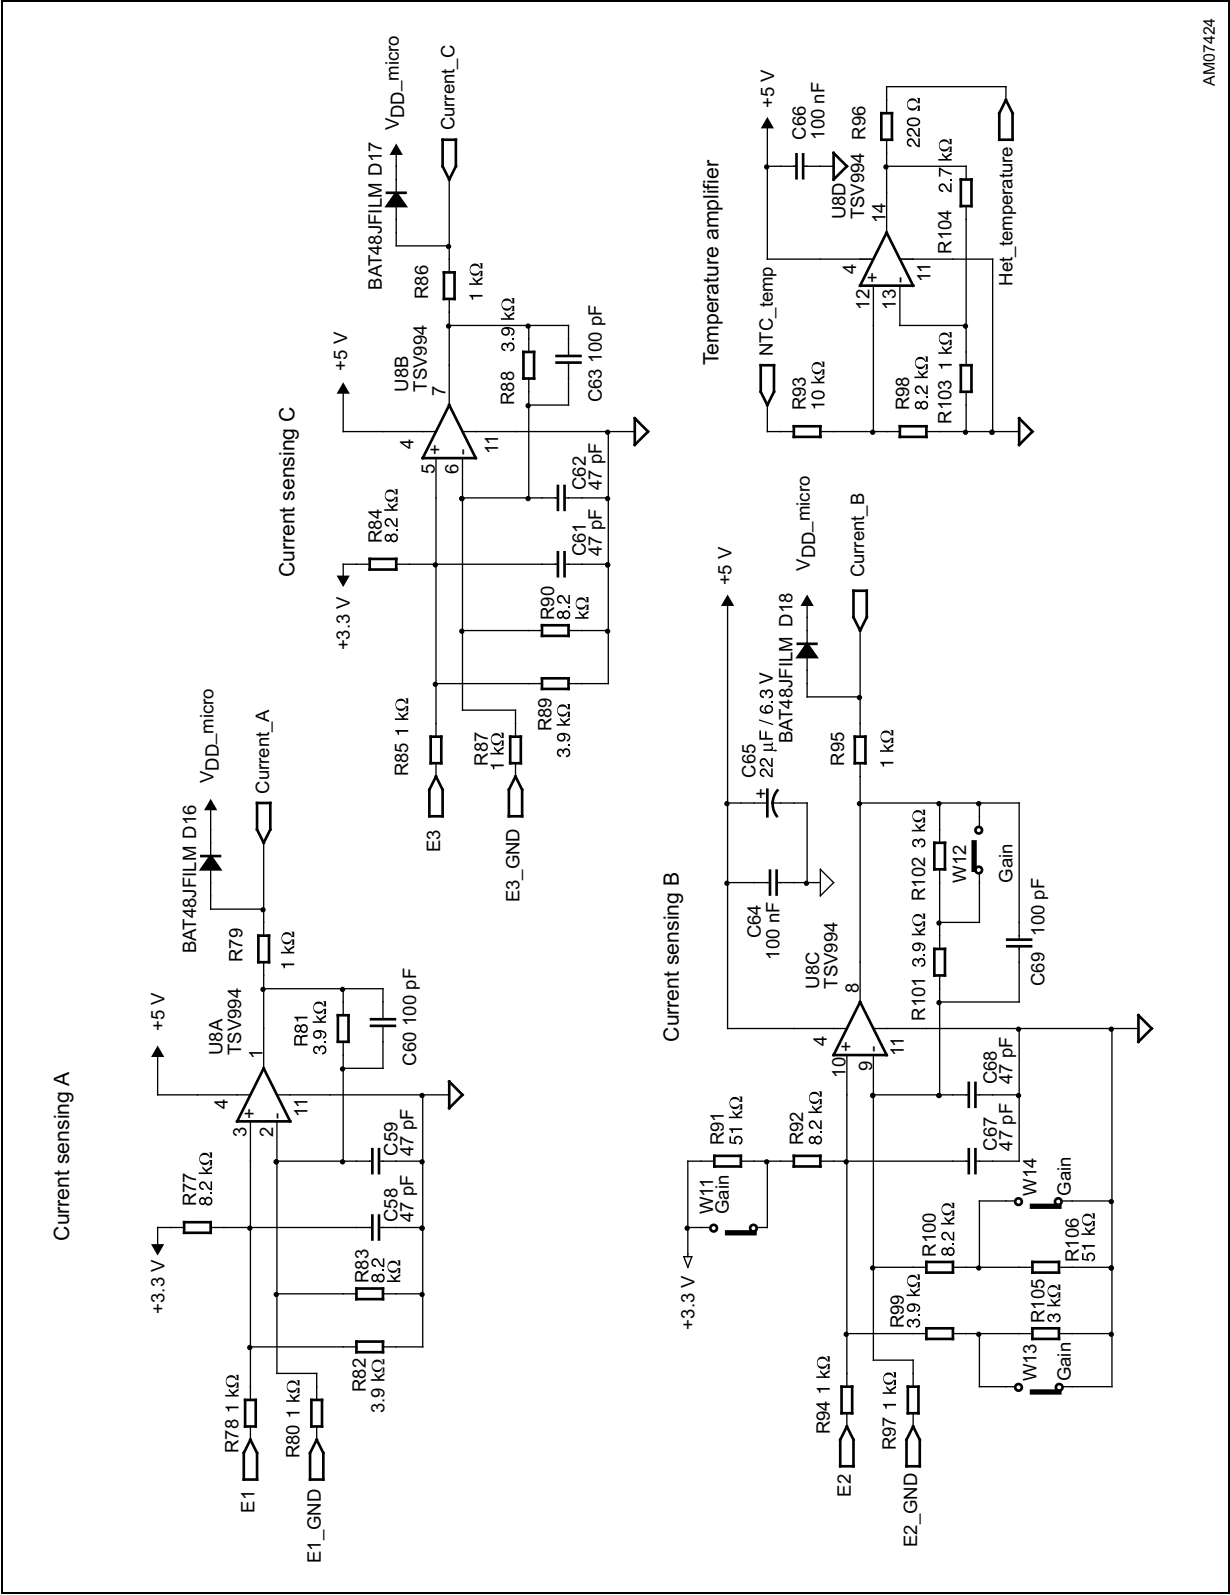 Current sensing A
+3.3 V
R77
8.2 kΩ
+5 V
U8A
TSV994
3
2
4
11
1
+
-
R79
1 kΩ
BAT48JFILM D16
VDD_micro
Current_A
R81
3.9 kΩ
C60 100 pF
C59
47 pF
C58
47 pF
R83
8.2
kΩ
R82
3.9 kΩ
R78 1 kΩ
R80 1 kΩ
E1
E1_GND
Current sensing C
+3.3 V
R84
8.2 kΩ
+5 V
U8B
TSV994
5
6
4
11
7
+
-
R86
1 kΩ
BAT48JFILM D17
VDD_micro
Current_C
R88
3.9 kΩ
C63 100 pF
C62
47 pF
C61
47 pF
R90
8.2
kΩ
R89
3.9 kΩ
R85 1 kΩ
R87
1 kΩ
E3
E3_GND
Current sensing B
+3.3 V
W11
Gain
R91
51 kΩ
R92
8.2 kΩ
+5 V
C64
100 nF
C65
22 µF / 6.3 V
+
U8C
TSV994
10
9
4
11
8
+
-
R95
1 kΩ
BAT48JFILM D18
VDD_micro
Current_B
R101 3.9 kΩ
R102 3 kΩ
W12
Gain
C69 100 pF
C68
47 pF
C67
47 pF
R100
8.2 kΩ
R99
3.9 kΩ
W14
Gain
R106
51 kΩ
R105
3 kΩ
W13
Gain
R94 1 kΩ
R97 1 kΩ
E2
E2_GND
Temperature amplifier
NTC_temp
R93
10 kΩ
R98
8.2 kΩ
R103 1 kΩ
+5 V
C66
100 nF
U8D
TSV994
12
13
4
11
14
+
-
R96
220 Ω
R104 2.7 kΩ
Het_temperature
AM07424